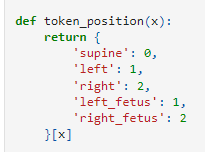 def token_position(x):
    return {
        'supine': 0,
        'left': 1,
        'right': 2,
        'left_fetus': 1,
        'right_fetus': 2
    }[x]